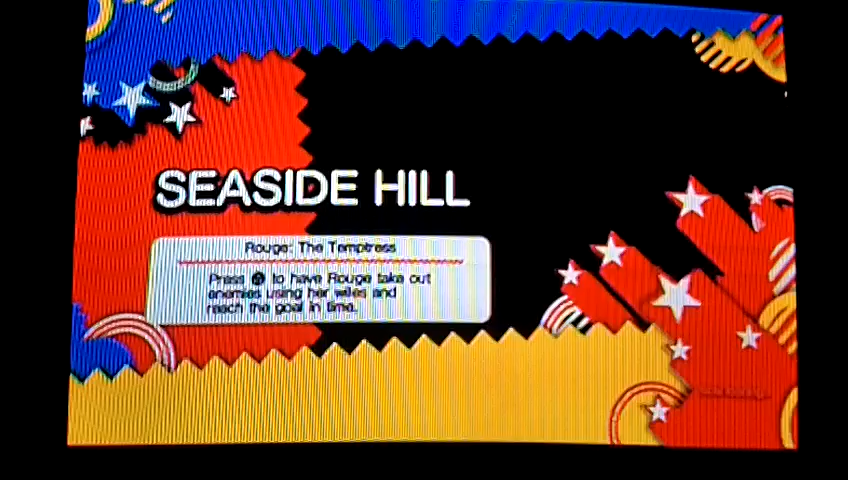 SEASIDE HILL
Rouge: The Temptress
Press to have Rouge take out
enemies using her wiles and
reach the goal in time.